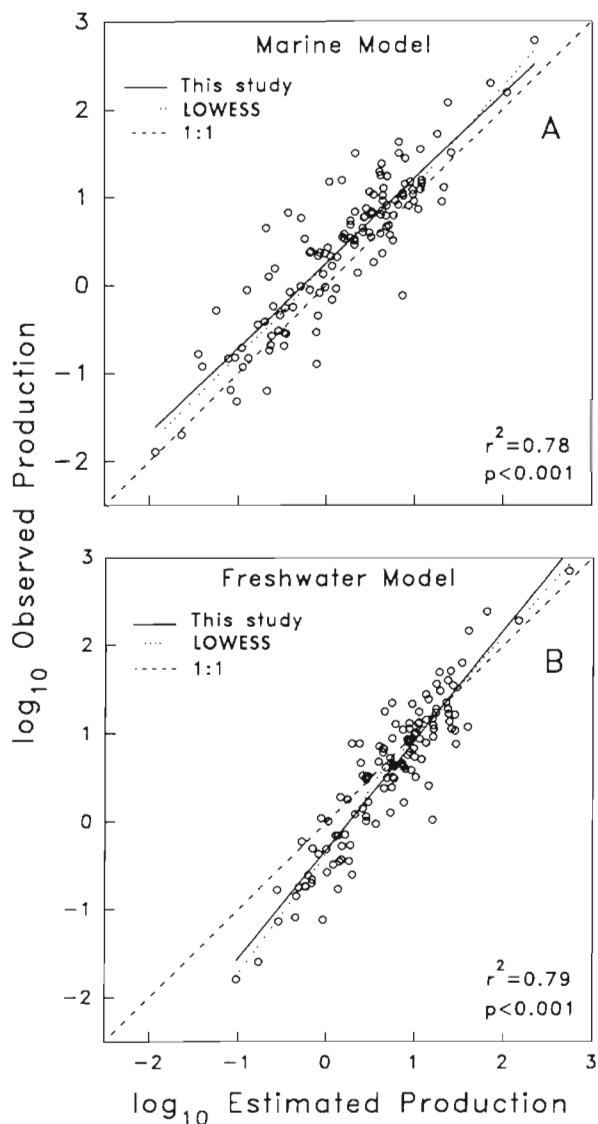 Marine Model
This study
LOWESS
1:1
A
3
2
1
0
-1
-2
r²=0.78
p<0.001
log₁₀ Observed Production
Freshwater Model
This study
LOWESS
1:1
B
3
2
1
0
-1
-2
r²=0.79
p<0.001
-2 -1 0 1 2 3
log₁₀ Estimated Production